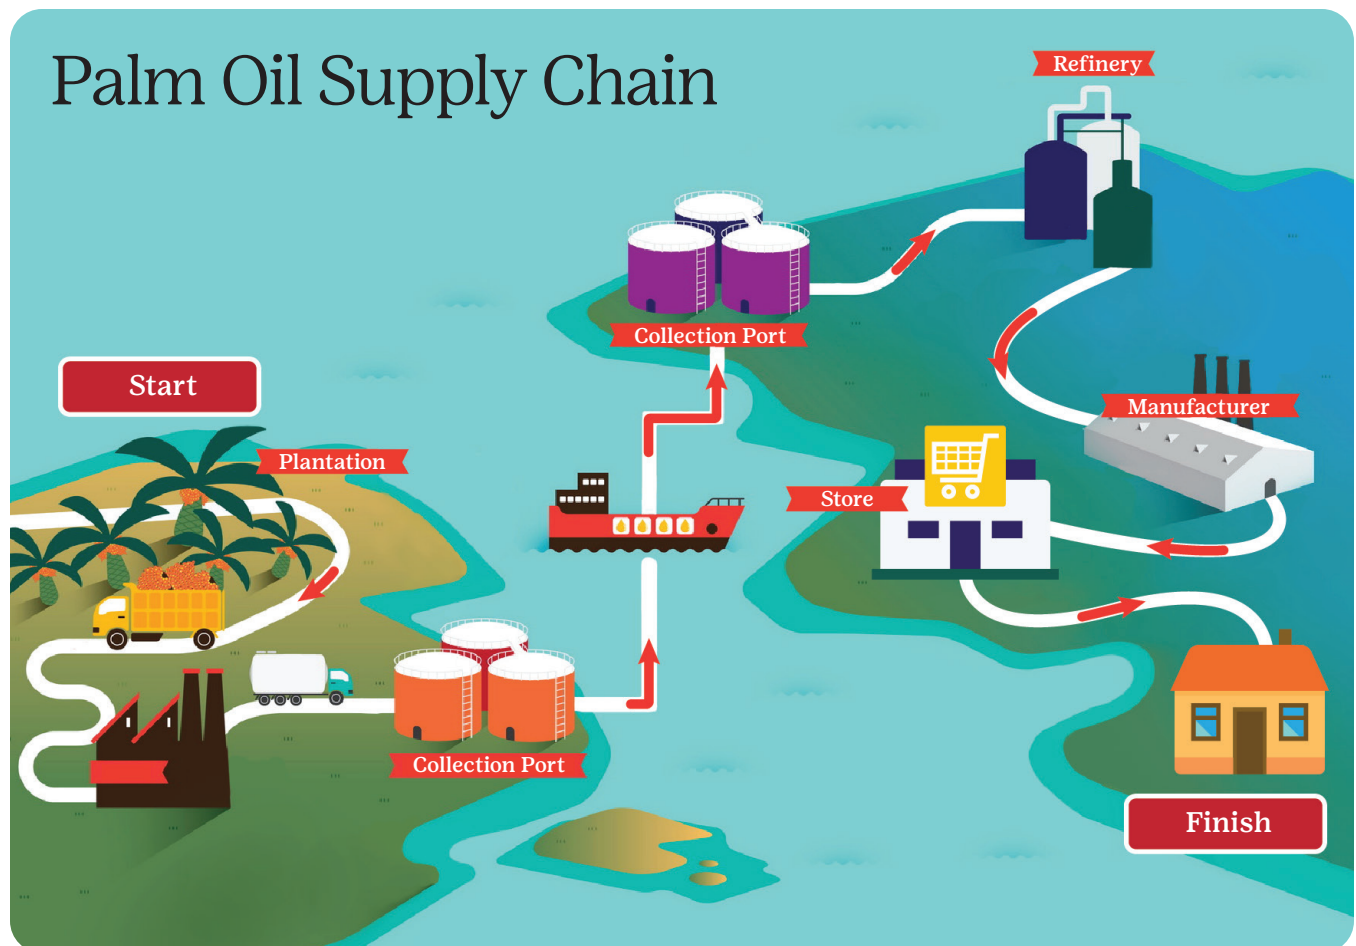 Palm Oil Supply Chain
Refinery
Collection Port
Start
Plantation
Manufacturer
Store
Collection Port
Finish